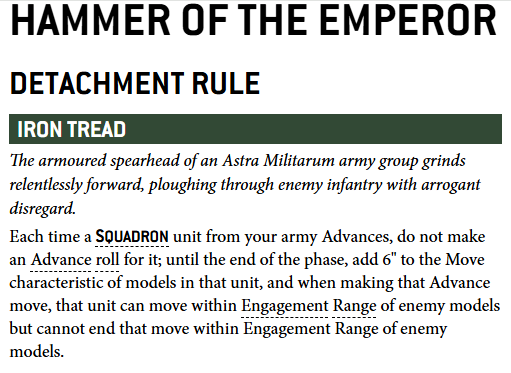 HAMMER OF THE EMPEROR
DETACHMENT RULE
IRON TREAD
The armoured spearhead of an Astra Militarum army group grinds
relentlessly forward, ploughing through enemy infantry with arrogant
disregard.
Each time a SQUADRON unit from your army Advances, do not make
an Advance roll for it; until the end of the phase, add 6" to the Move
characteristic of models in that unit, and when making that Advance
move, that unit can move within Engagement Range of enemy models
but cannot end that move within Engagement Range of enemy
models.